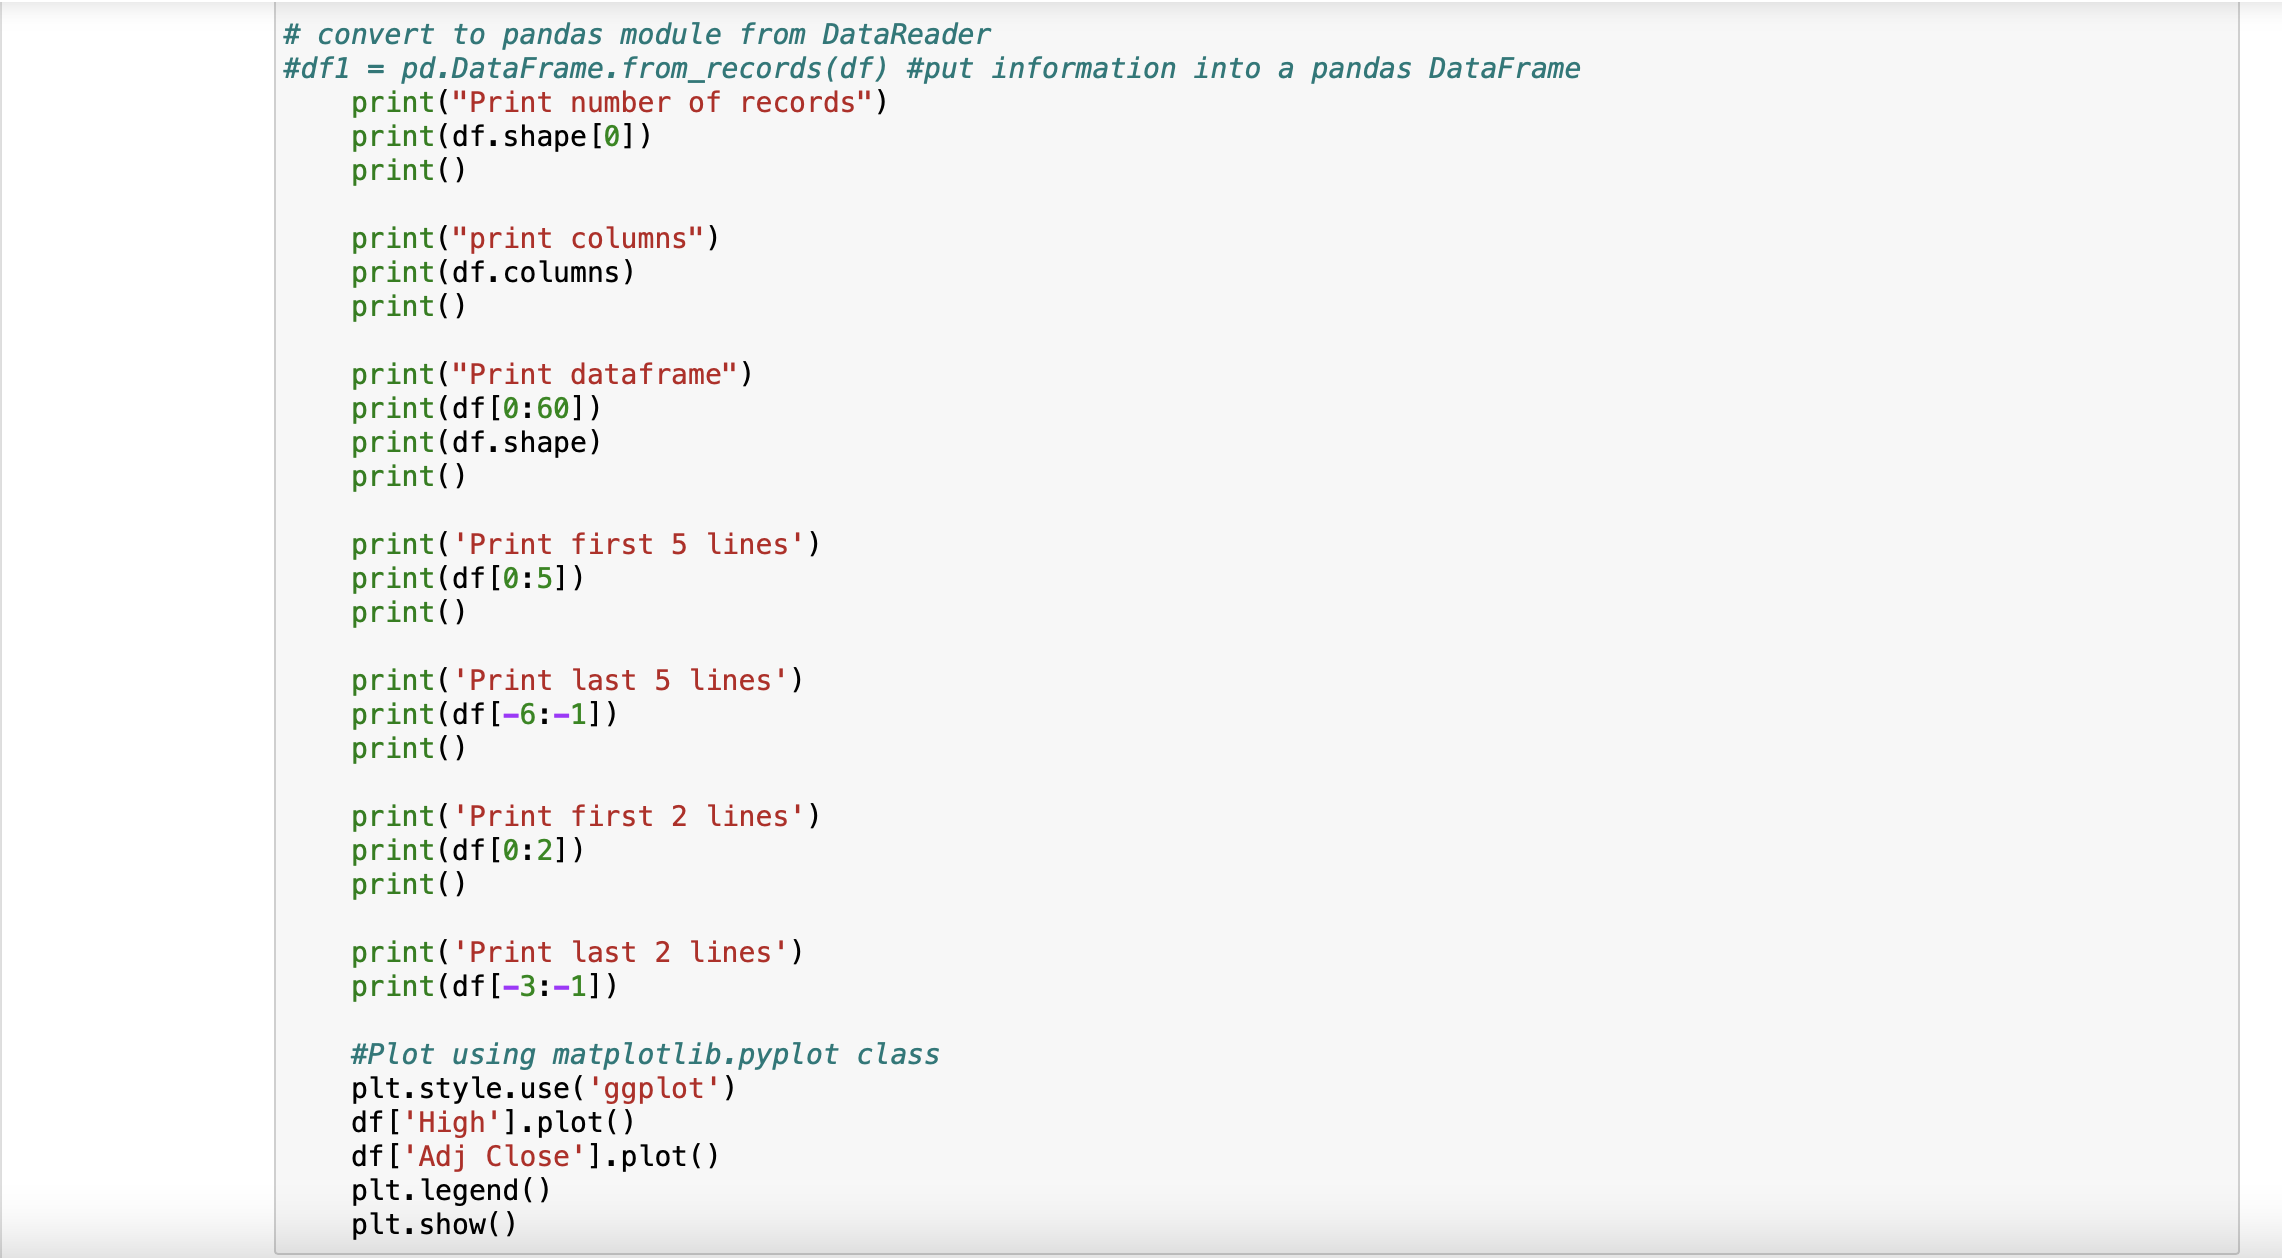 # convert to pandas module from DataReader
#df1 = pd.DataFrame.from_records(df) #put information into a pandas DataFrame
    print("Print number of records")
    print(df.shape[0])
    print()

    print("print columns")
    print(df.columns)
    print()

    print("Print dataframe")
    print(df[0:60])
    print(df.shape)
    print()

    print('Print first 5 lines')
    print(df[0:5])
    print()

    print('Print last 5 lines')
    print(df[-6:-1])
    print()

    print('Print first 2 lines')
    print(df[0:2])
    print()

    print('Print last 2 lines')
    print(df[-3:-1])

    #Plot using matplotlib.pyplot class
    plt.style.use('ggplot')
    df['High'].plot()
    df['Adj Close'].plot()
    plt.legend()
    plt.show()